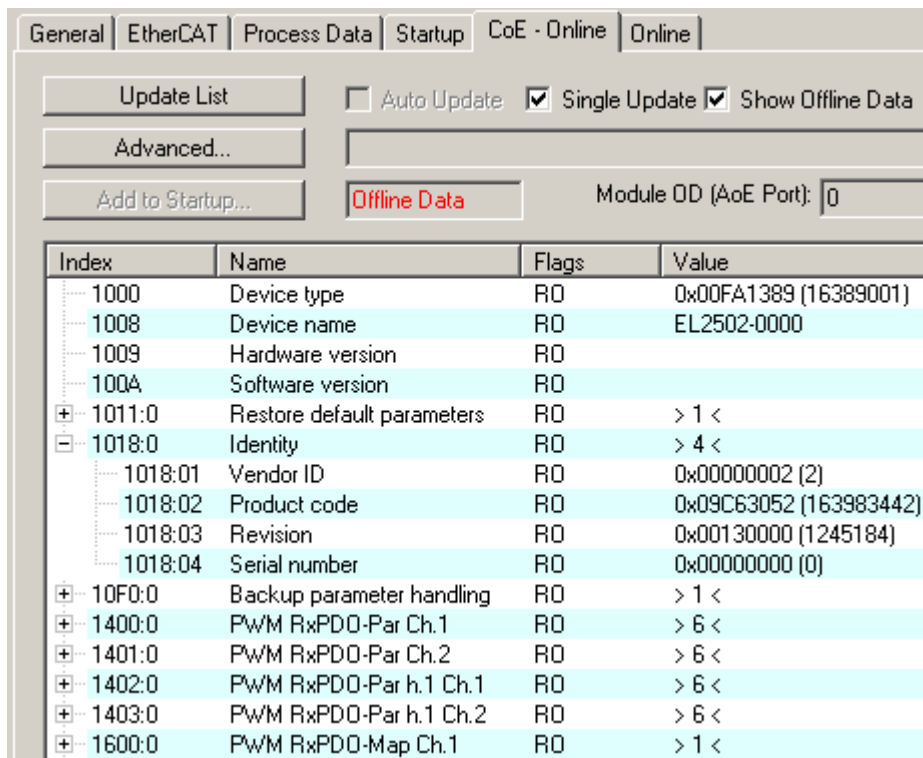 General EtherCAT Process Data Startup CoE - Online Online
Update List Auto Update Single Update Show Offline Data
Advanced...
Add to Startup... Offline Data Module OD (AoE Port): 0
Index Name Flags Value
1000 Device type RO 0x00FA1389 (16389001)
1008 Device name RO EL2502-0000
1009 Hardware version RO
100A Software version RO
1011:0 Restore default parameters RO > 1 <
1018:0 Identity RO > 4 <
1018:01 Vendor ID RO 0x00000002 (2)
1018:02 Product code RO 0x09C63052 (163983442)
1018:03 Revision RO 0x00130000 (1245184)
1018:04 Serial number RO 0x00000000 (0)
10F0:0 Backup parameter handling RO > 1 <
1400:0 PWM RxPDO-Par Ch.1 RO > 6 <
1401:0 PWM RxPDO-Par Ch.2 RO > 6 <
1402:0 PWM RxPDO-Par h.1 Ch.1 RO > 6 <
1403:0 PWM RxPDO-Par h.1 Ch.2 RO > 6 <
1600:0 PWM RxPDO-Map Ch.1 RO > 1 <